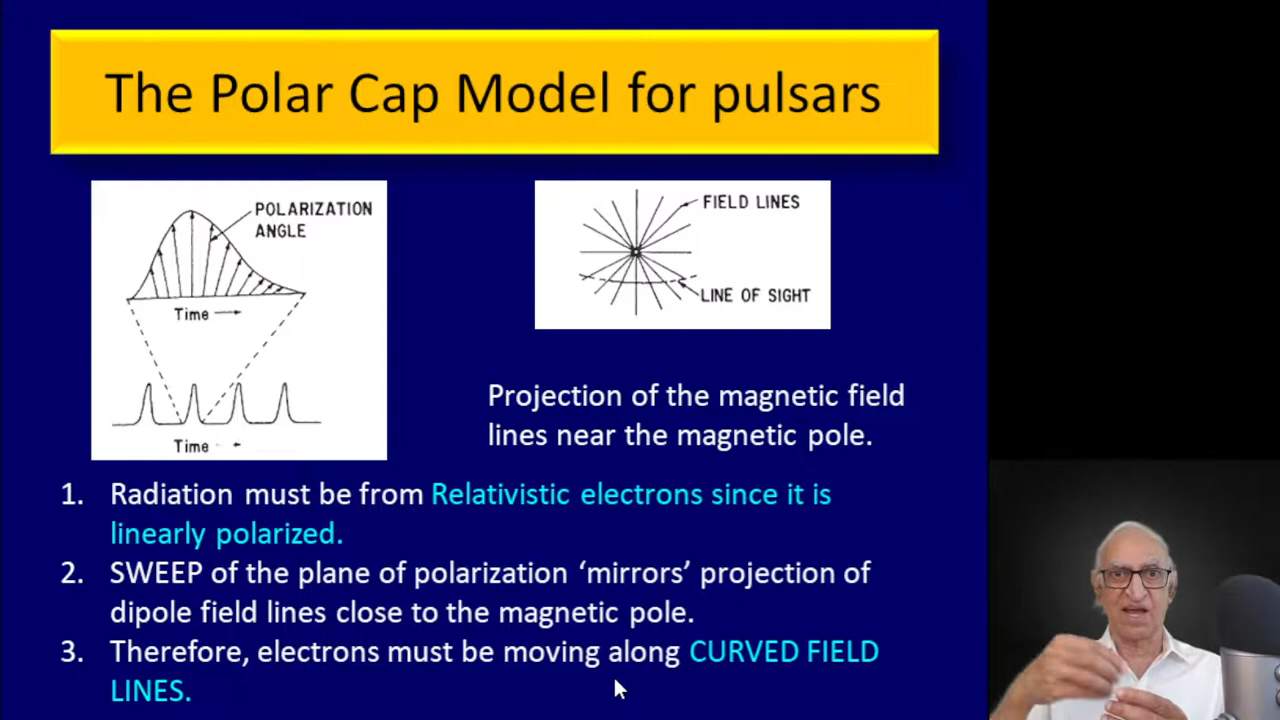 The Polar Cap Model for pulsars
POLARIZATION
ANGLE
Time
Time
FIELD LINES
LINE OF SIGHT
Projection of the magnetic field
lines near the magnetic pole.
1. Radiation must be from Relativistic electrons since it is
linearly polarized.
2. SWEEP of the plane of polarization ‘mirrors’ projection of
dipole field lines close to the magnetic pole.
3. Therefore, electrons must be moving along CURVED FIELD
LINES.